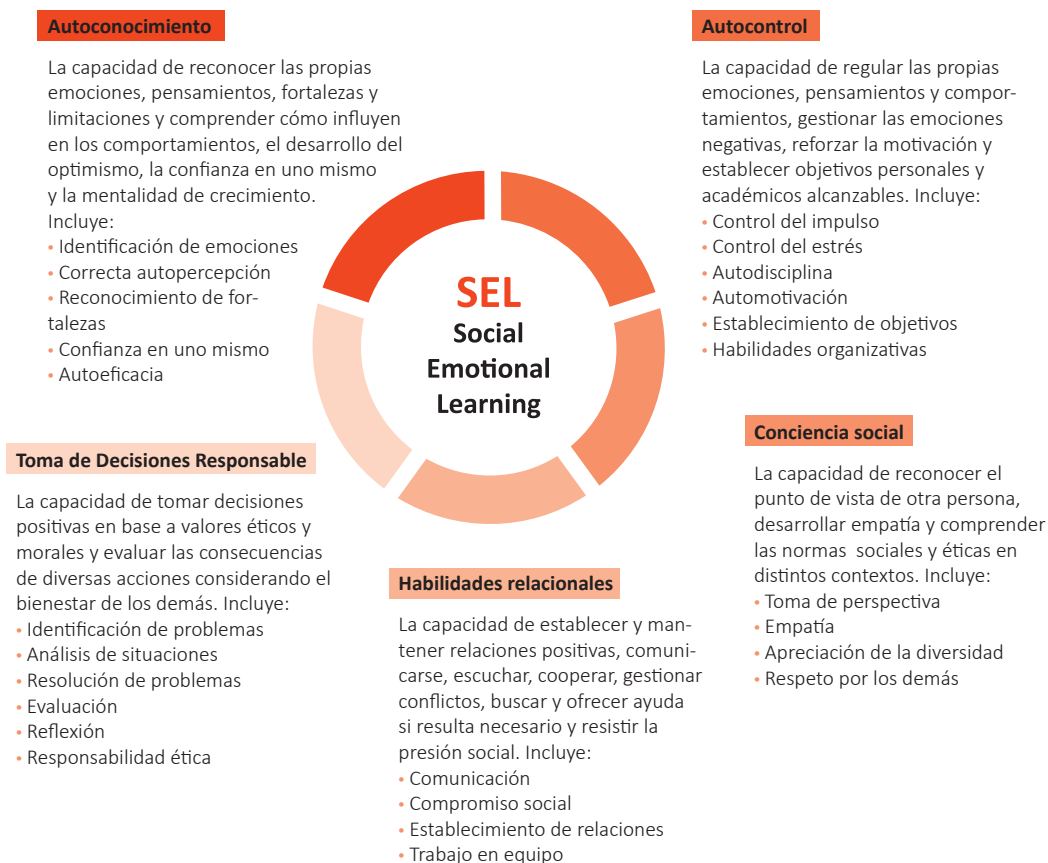 Autoconocimiento
La capacidad de reconocer las propias
emociones, pensamientos, fortalezas y
limitaciones y comprender cómo influyen
en los comportamientos, el desarrollo del
optimismo, la confianza en uno mismo
y la mentalidad de crecimiento.
Incluye:
• Identificación de emociones
• Correcta autopercepción
• Reconocimiento de for-
talezas
• Confianza en uno mismo
• Autoeficacia
Autocontrol
La capacidad de regular las propias
emociones, pensamientos y compor-
tamientos, gestionar las emociones
negativas, reforzar la motivación y
establecer objetivos personales y
académicos alcanzables. Incluye:
• Control del impulso
• Control del estrés
• Autodisciplina
• Automotivación
• Establecimiento de objetivos
• Habilidades organizativas
SEL
Social
Emotional
Learning
Conciencia social
La capacidad de reconocer el
punto de vista de otra persona,
desarrollar empatía y comprender
las normas sociales y éticas en
distintos contextos. Incluye:
• Toma de perspectiva
• Empatía
• Apreciación de la diversidad
• Respeto por los demás
Toma de Decisiones Responsable
La capacidad de tomar decisiones
positivas en base a valores éticos y
morales y evaluar las consecuencias
de diversas acciones considerando el
bienestar de los demás. Incluye:
• Identificación de problemas
• Análisis de situaciones
• Resolución de problemas
• Evaluación
• Reflexión
• Responsabilidad ética
Habilidades relacionales
La capacidad de establecer y man-
tener relaciones positivas, comuni-
carse, escuchar, cooperar, gestionar
conflictos, buscar y ofrecer ayuda
si resulta necesario y resistir la
presión social. Incluye:
• Comunicación
• Compromiso social
• Establecimiento de relaciones
• Trabajo en equipo